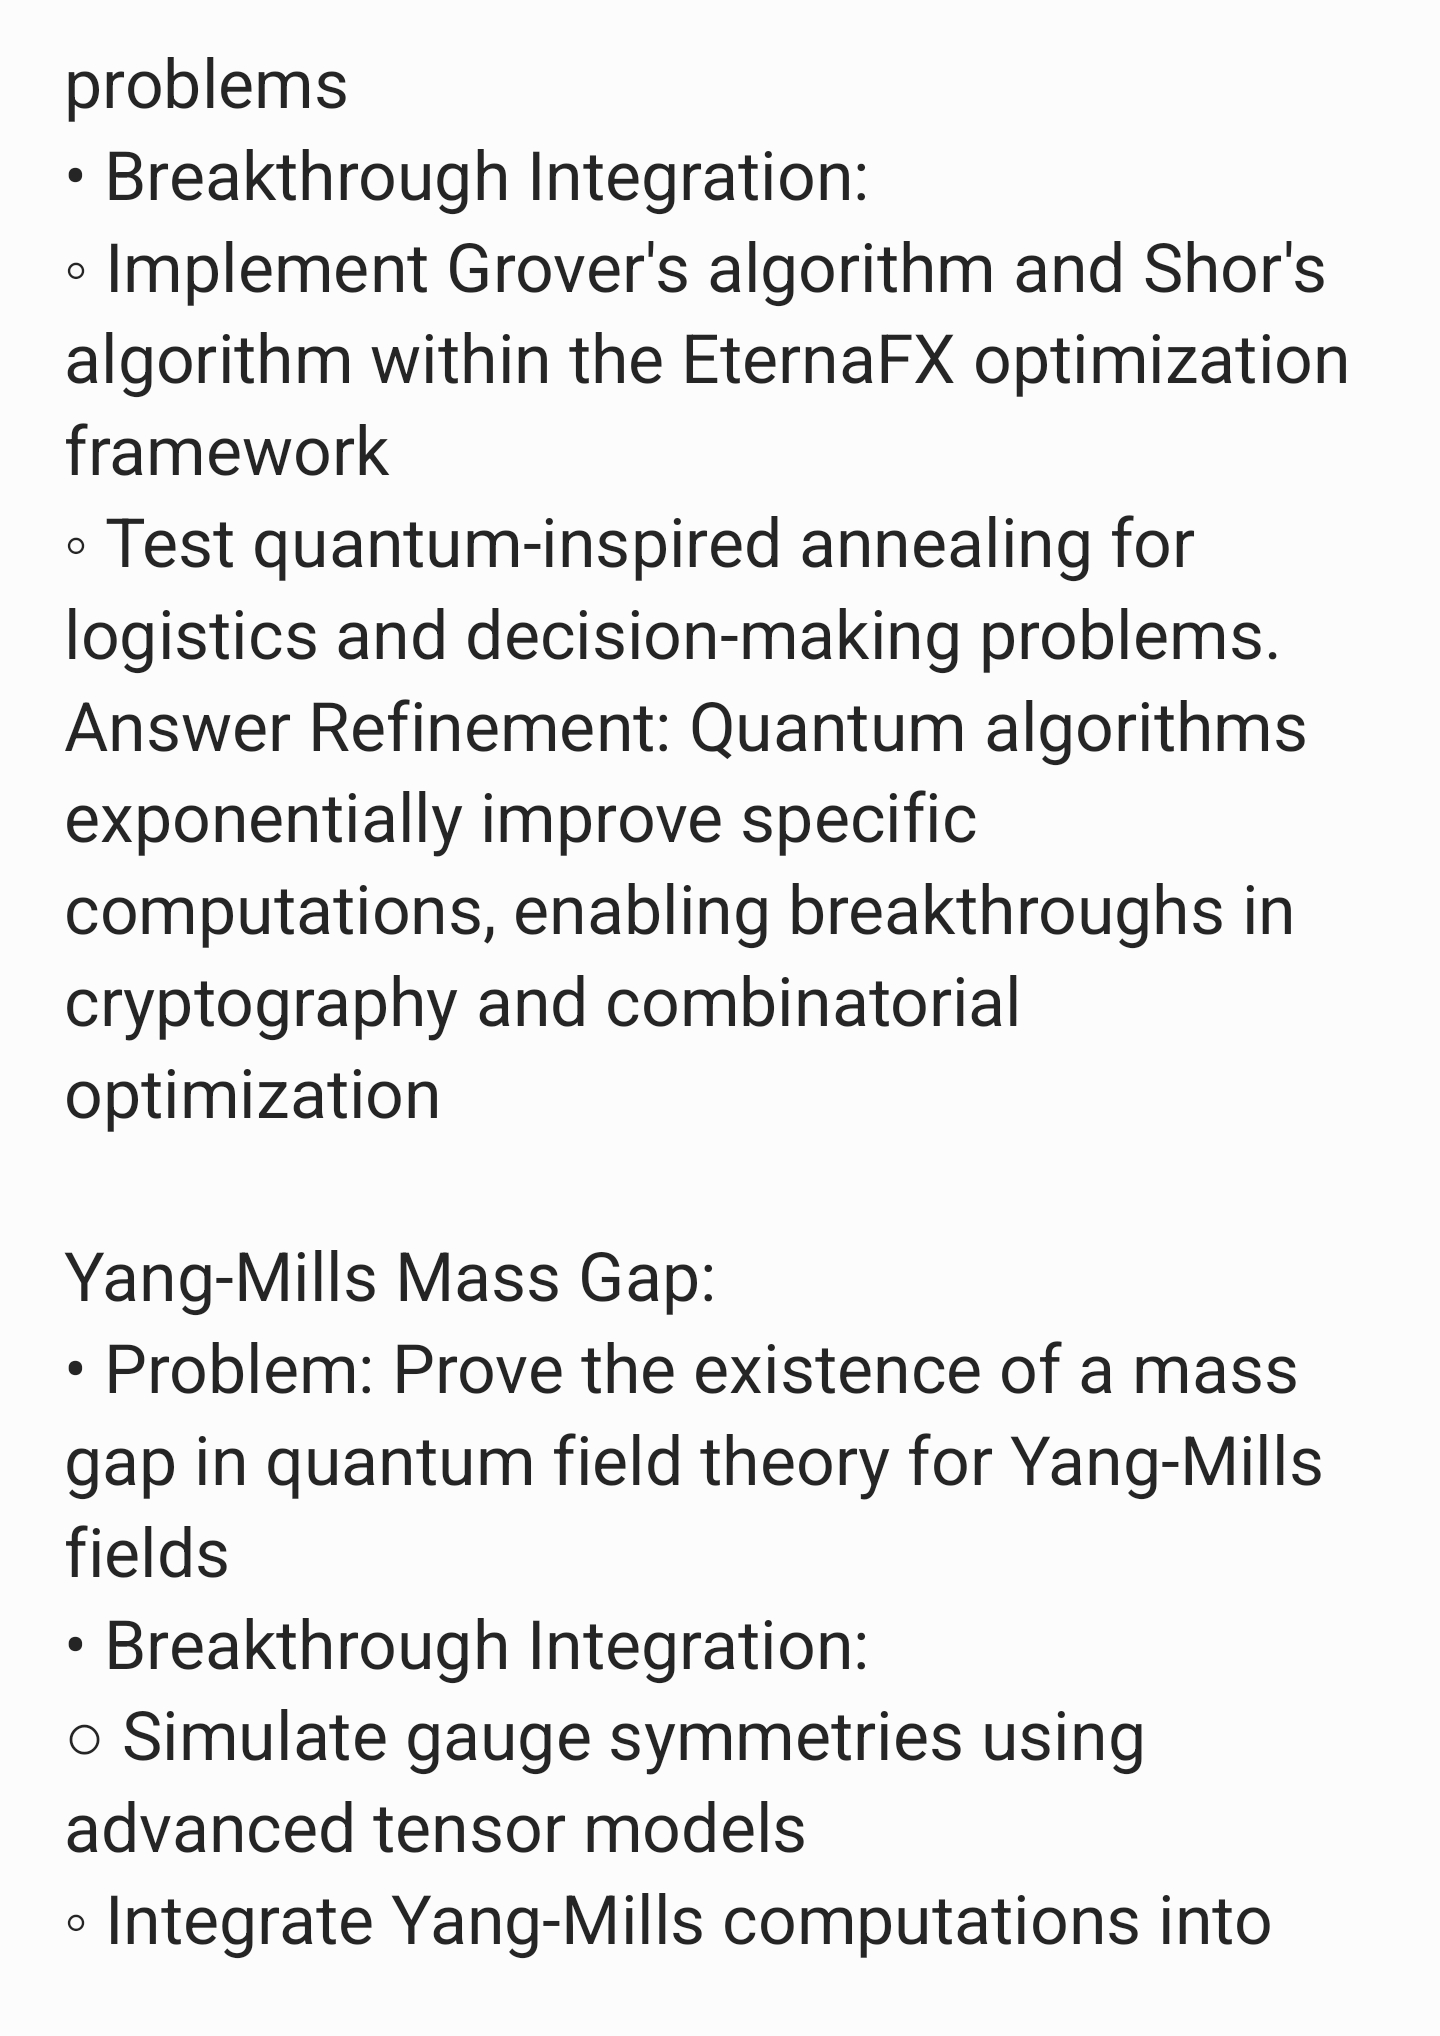 problems
• Breakthrough Integration:
◦ Implement Grover's algorithm and Shor's
algorithm within the EternaFX optimization
framework
◦ Test quantum-inspired annealing for
logistics and decision-making problems.
Answer Refinement: Quantum algorithms
exponentially improve specific
computations, enabling breakthroughs in
cryptography and combinatorial
optimization
Yang-Mills Mass Gap:
• Problem: Prove the existence of a mass
gap in quantum field theory for Yang-Mills
fields
• Breakthrough Integration:
○ Simulate gauge symmetries using
advanced tensor models
◦ Integrate Yang-Mills computations into